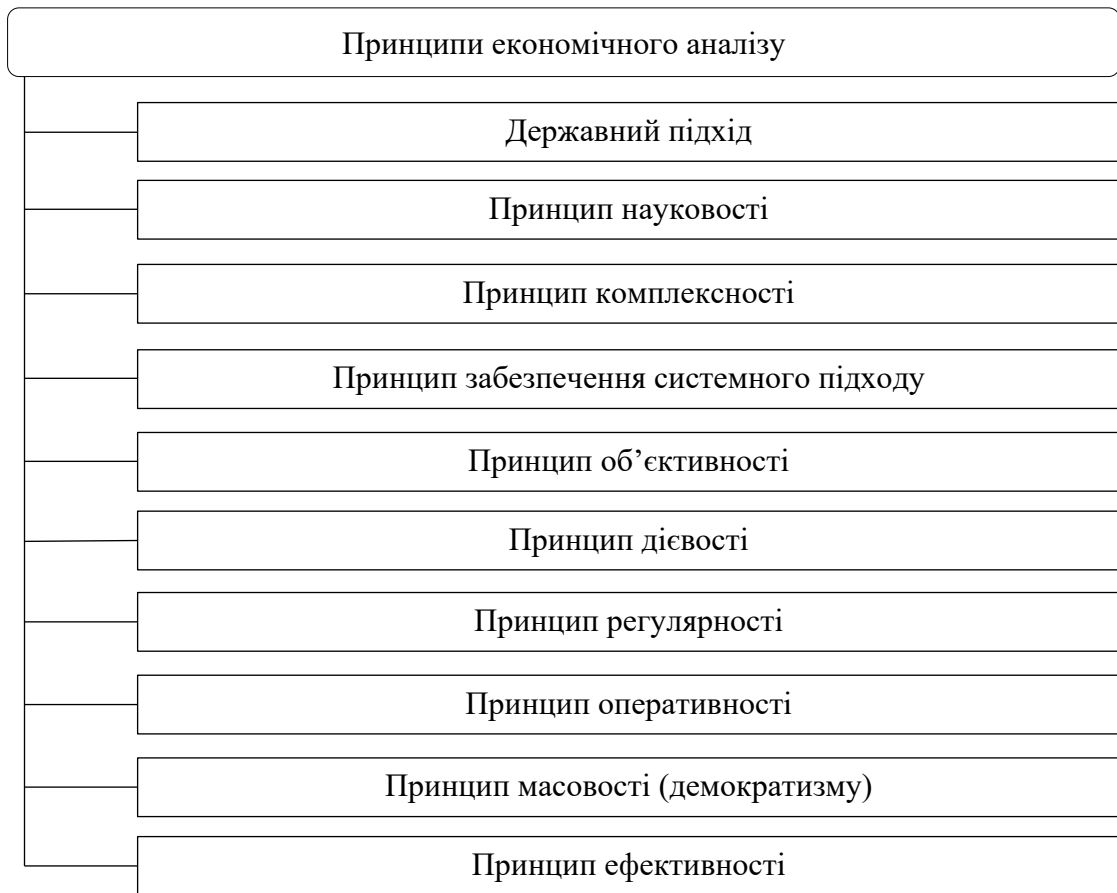 Принципи економічного аналізу
Державний підхід
Принцип науковості
Принцип комплексності
Принцип забезпечення системного підходу
Принцип об’єктивності
Принцип дієвості
Принцип регулярності
Принцип оперативності
Принцип масовості (демократизму)
Принцип ефективності